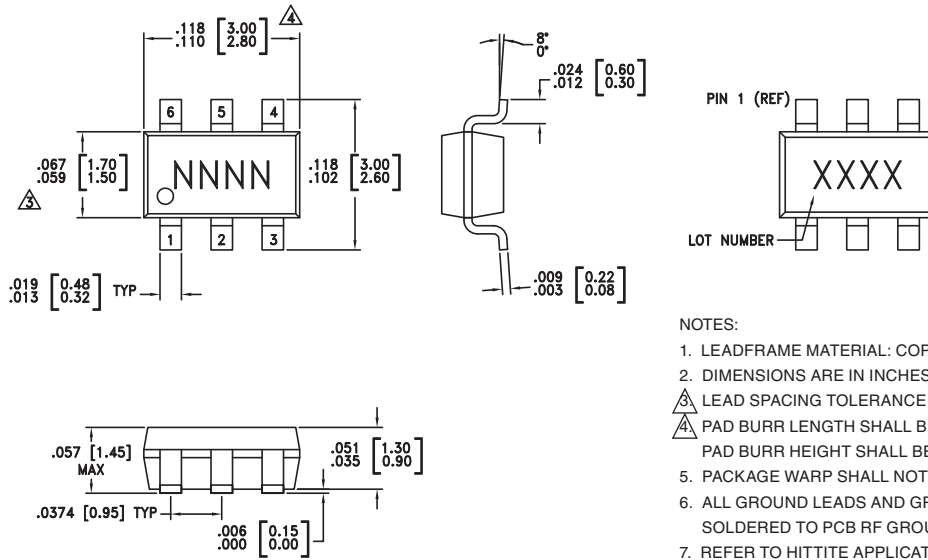 .118 [3.00]
.110 [2.80]
4
6 5 4
.067 [1.70]
.059 [1.50]
3
NNNN
.118 [3.00]
.102 [2.60]
1 2 3
.019 [0.48]
.013 [0.32] TYP
8°
0°
.024 [0.60]
.012 [0.30]
.009 [0.22]
.003 [0.08]
PIN 1 (REF)
XXXX
LOT NUMBER
.057 [1.45]
MAX
.051 [1.30]
.035 [0.90]
.0374 [0.95] TYP
.006 [0.15]
.000 [0.00]
NOTES:
1. LEADFRAME MATERIAL: COP
2. DIMENSIONS ARE IN INCHES
3. LEAD SPACING TOLERANCE
4. PAD BURR LENGTH SHALL B
PAD BURR HEIGHT SHALL BE
5. PACKAGE WARP SHALL NOT
6. ALL GROUND LEADS AND GR
SOLDERED TO PCB RF GROU
7. REFER TO HITTITE APPLICAT